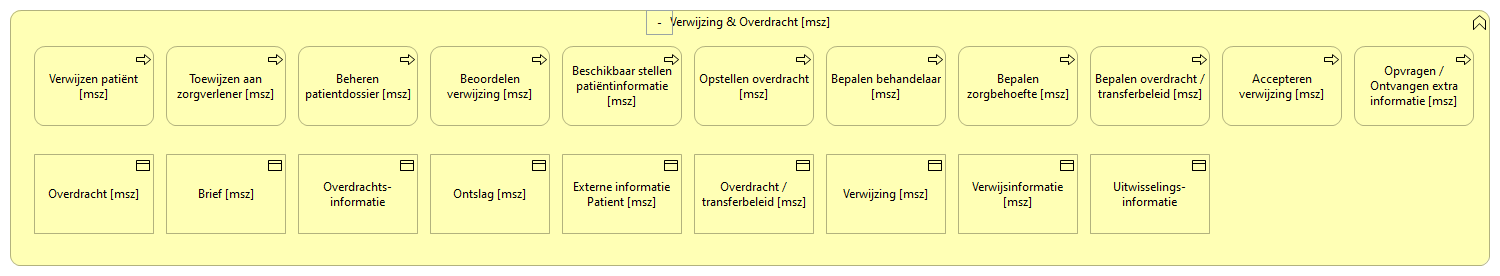 - Verwijzing & Overdracht [msz]
Verwijzen patiënt
[msz]
Toewijzen aan
zorgverlener [msz]
Beheren
patientdossier [msz]
Beoordelen
verwijzing [msz]
Beschikbaar stellen
patiëntinformatie
[msz]
Opstellen overdracht
[msz]
Bepalen behandelaar
[msz]
Bepalen
zorgbehoefte [msz]
Bepalen overdracht /
transferbeleid [msz]
Accepteren
verwijzing [msz]
Opvragen /
Ontvangen extra
informatie [msz]
Overdracht [msz]
Brief [msz]
Overdrachts-
informatie
Ontslag [msz]
Externe informatie
Patient [msz]
Overdracht /
transferbeleid [msz]
Verwijzing [msz]
Verwijsinformatie
[msz]
Uitwisselings-
informatie